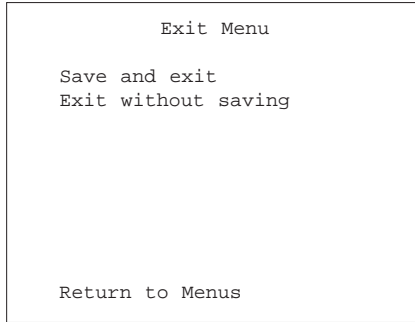 Exit Menu
Save and exit
Exit without saving
Return to Menus